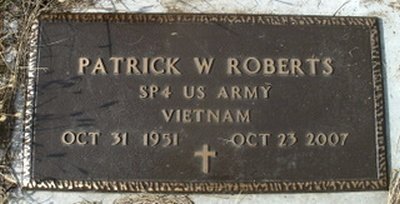 PATRICK W ROBERTS
SP4 US ARMY
VIETNAM
OCT 31 1951 OCT 23 2007